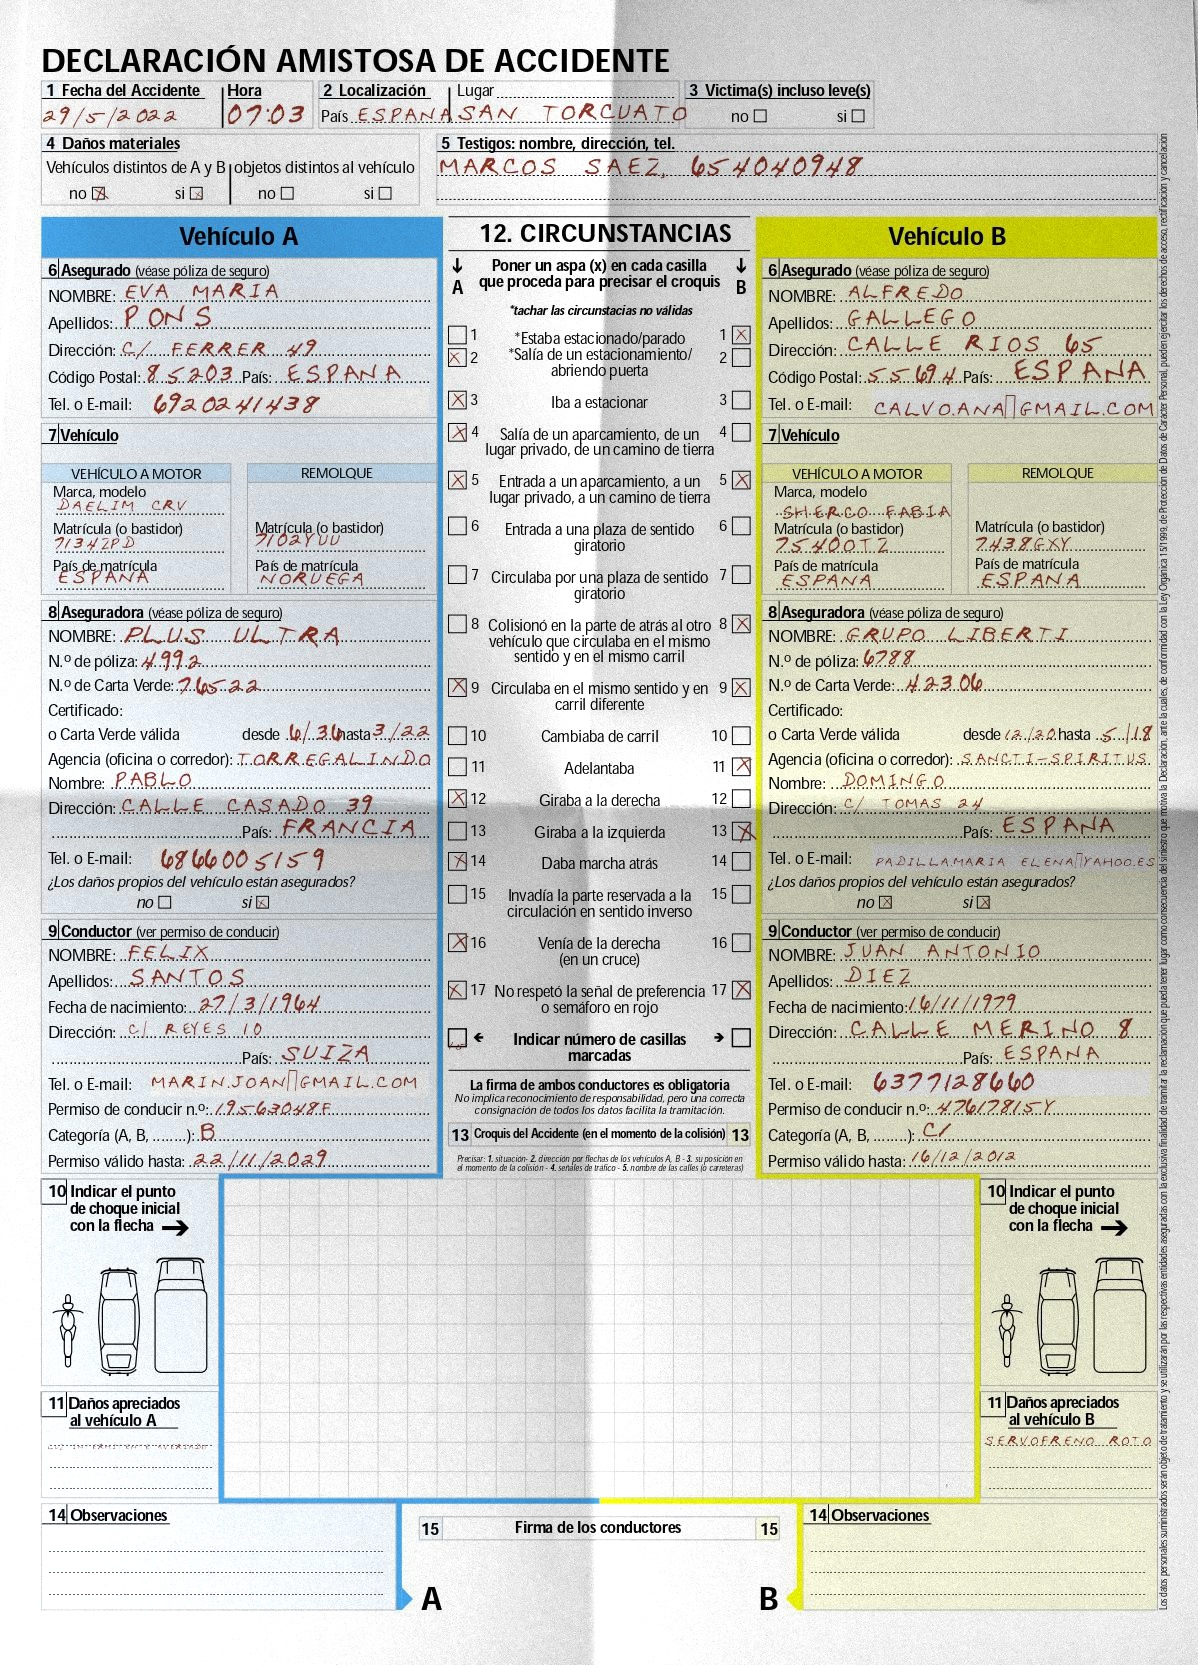 DECLARACIÓN AMISTOSA DE ACCIDENTE
1 Fecha del Accidente Hora 2 Localización Lugar 3 Victima(s) incluso leve(s)
29/5/2022 07:03 País ESPAÑA SAN TORCUATO no si
4 Daños materiales 5 Testigos: nombre, dirección, tel.
Vehículos distintos de A y B objetos distintos al vehículo MARCOS SAEZ, 654040948
no X si X no si
Vehículo A
6 Asegurado (véase póliza de seguro)
NOMBRE: EVA MARIA
Apellidos: PONS
Dirección: C/ FERRER 49
Código Postal: 85203 País: ESPAÑA
Tel. o E-mail: 6920241438
7 Vehículo
VEHÍCULO A MOTOR REMOLQUE
Marca, modelo
DAELIM CRV
Matrícula (o bastidor) Matrícula (o bastidor)
7134ZPD 7102YUU
País de matrícula País de matrícula
ESPAÑA NORUEGA
8 Aseguradora (véase póliza de seguro)
NOMBRE: PLUS ULTRA
N.º de póliza: 4992
N.º de Carta Verde: 76522
Certificado:
o Carta Verde válida desde 6/36 hasta 3/22
Agencia (oficina o corredor): TORREGALINDO
Nombre: PABLO
Dirección: CALLE CASADO 39
País: FRANCIA
Tel. o E-mail: 6866005159
¿Los daños propios del vehículo están asegurados?
no si X
9 Conductor (ver permiso de conducir)
NOMBRE: FELIX
Apellidos: SANTOS
Fecha de nacimiento: 27/3/1964
Dirección: C/ REYES 10
País: SUIZA
Tel. o E-mail: MARIN.JOAN▯GMAIL.COM
Permiso de conducir n.º: 19563048F
Categoría (A, B, ........): B
Permiso válido hasta: 22/11/2029
12. CIRCUNSTANCIAS
A Poner un aspa (x) en cada casilla que proceda para precisar el croquis B
*tachar las circunstacias no válidas
1 *Estaba estacionado/parado 1 X
X 2 *Salía de un estacionamiento/
abriendo puerta
X 3 Iba a estacionar 3
X 4 Salía de un aparcamiento, de un 4
lugar privado, de un camino de tierra
X 5 Entrada a un aparcamiento, a un 5 X
lugar privado, a un camino de tierra
6 Entrada a una plaza de sentido 6
giratorio
7 Circulaba por una plaza de sentido 7
giratorio
8 Colisionó en la parte de atrás al otro 8 X
vehículo que circulaba en el mismo
sentido y en el mismo carril
X 9 Circulaba en el mismo sentido y en 9 X
carril diferente
10 Cambiaba de carril 10
11 Adelantaba 11 X
X 12 Giraba a la derecha 12
13 Giraba a la izquierda 13 X
X 14 Daba marcha atrás 14
15 Invadía la parte reservada a la 15
circulación en sentido inverso
X 16 Venía de la derecha 16
(en un cruce)
X 17 No respetó la señal de preferencia 17 X
o semáforo en rojo
Indicar número de casillas
marcadas
La firma de ambos conductores es obligatoria
No implica reconocimiento de responsabilidad, pero una correcta
consignación de todos los datos facilita la tramitación.
13 Croquis del Accidente (en el momento de la colisión) 13
Precisar: 1. situación- 2. dirección por flechas de los vehículos A, B - 3. su posición en
el momento de la colisión - 4. señales de tráfico - 5. nombre de las calles (o carreteras)
Vehículo B
6 Asegurado (véase póliza de seguro)
NOMBRE: ALFREDO
Apellidos: GALLEGO
Dirección: CALLE RIOS 65
Código Postal: 55694 País: ESPAÑA
Tel. o E-mail: CALVO.ANA▯GMAIL.COM
7 Vehículo
VEHÍCULO A MOTOR REMOLQUE
Marca, modelo
SHERCO FABIA
Matrícula (o bastidor) Matrícula (o bastidor)
7540OTZ 7438GXY
País de matrícula País de matrícula
ESPAÑA ESPAÑA
8 Aseguradora (véase póliza de seguro)
NOMBRE: GRUPO LIBERTI
N.º de póliza: 6788
N.º de Carta Verde: 42306
Certificado:
o Carta Verde válida desde 12/20 hasta 5/18
Agencia (oficina o corredor): SANCTI-SPIRITUS
Nombre: DOMINGO
Dirección: C/ TOMAS 24
País: ESPAÑA
Tel. o E-mail: PADILLA.MARIA ELENA▯YAHOO.ES
¿Los daños propios del vehículo están asegurados?
no X si X
9 Conductor (ver permiso de conducir)
NOMBRE: JUAN ANTONIO
Apellidos: DIEZ
Fecha de nacimiento: 16/11/1979
Dirección: CALLE MERINO 8
País: ESPAÑA
Tel. o E-mail: 6377128660
Permiso de conducir n.º: 47617815Y
Categoría (A, B, ........): C1
Permiso válido hasta: 16/12/2012
10 Indicar el punto
de choque inicial
con la flecha
11 Daños apreciados
al vehículo A
10 Indicar el punto
de choque inicial
con la flecha
11 Daños apreciados
al vehículo B
SERVOFRENO ROTO
14 Observaciones
15 Firma de los conductores 15
A B
14 Observaciones
Los datos personales suministrados serán objeto de tratamiento y se utilizarán por las respectivas entidades aseguradas con la exclusiva finalidad de tramitar la reclamación que pueda tener lugar como consecuencia del siniestro que motiva la Declaración, ante la cuales, de conformidad con la Ley Orgánica 15/1999, de Protección de Datos de Carácter Personal, pueden ejercitar los derechos de acceso, rectificación y cancelación